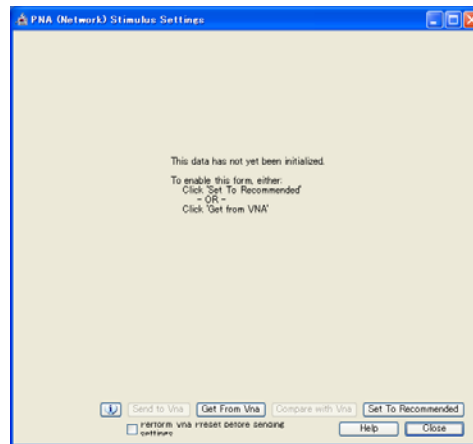 PNA (Network) Stimulus Settings
This data has not yet been initialized.
To enable this form, either:
Click 'Set To Recommended'
- OR -
Click 'Get from VNA'
Send to Vna Get From Vna Compare with Vna Set To Recommended
Perform Vna Preset before sending
settings
Help Close